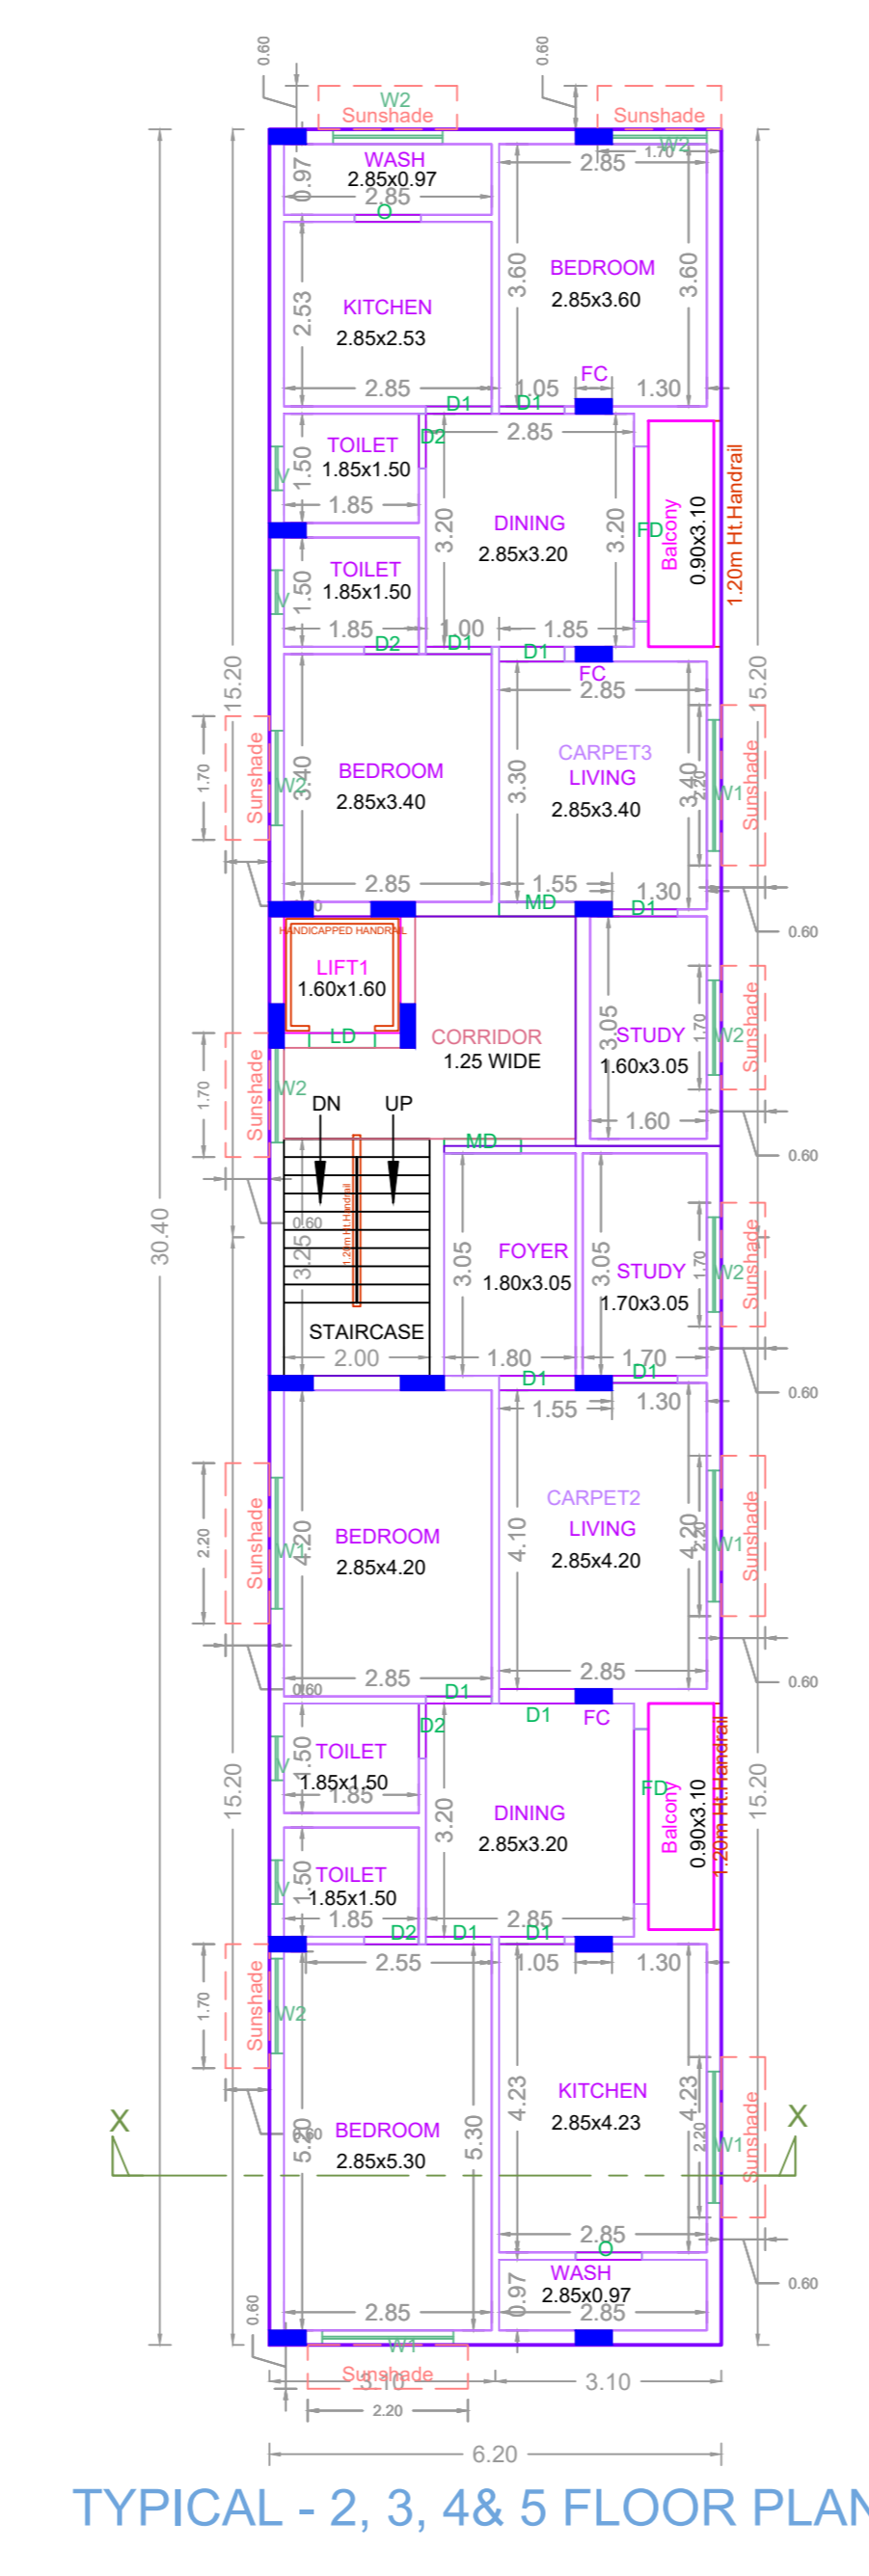 0.60
0.60
W2
Sunshade
Sunshade
W2
1.70
WASH
2.85x0.97
0.97
2.85
2.85
O
BEDROOM
2.85x3.60
3.60
3.60
KITCHEN
2.85x2.53
2.53
2.85
1.05
FC
1.30
D1
D1
D2
2.85
TOILET
1.85x1.50
1.50
V
1.85
DINING
2.85x3.20
3.20
3.20
FD
Balcony
0.90x3.10
1.20m Ht.Handrail
TOILET
1.85x1.50
1.50
V
1.85
1.00
1.85
D2
D1
D1
FC
2.85
15.20
15.20
BEDROOM
2.85x3.40
3.40
W2
Sunshade
1.70
CARPET3
LIVING
2.85x3.40
3.30
3.40
2.20
W1
Sunshade
2.85
1.55
1.30
MD
D1
0.60
HANDICAPPED HANDRAIL
LIFT1
1.60x1.60
LD
CORRIDOR
1.25 WIDE
STUDY
1.60x3.05
3.05
1.70
W2
Sunshade
1.60
W2
Sunshade
1.70
DN
UP
MD
0.60
30.40
0.60
3.25
1.20m Ht.Handrail
STAIRCASE
2.00
FOYER
1.80x3.05
3.05
1.80
STUDY
1.70x3.05
3.05
1.70
1.70
W2
Sunshade
D1
D1
0.60
1.55
1.30
BEDROOM
2.85x4.20
4.20
W1
Sunshade
2.20
CARPET2
LIVING
2.85x4.20
4.10
4.20
2.20
W1
Sunshade
2.85
2.85
0.60
0.60
D1
D1
FC
D2
TOILET
1.85x1.50
1.50
1.85
V
15.20
15.20
DINING
2.85x3.20
3.20
2.85
FD
Balcony
0.90x3.10
1.20m Ht.Handrail
TOILET
1.85x1.50
1.50
V
1.85
D2
D1
D1
2.55
1.05
1.30
W2
Sunshade
1.70
0.60
BEDROOM
2.85x5.30
5.30
5.30
KITCHEN
2.85x4.23
4.23
4.23
2.20
W1
Sunshade
X
X
2.85
O
WASH
2.85x0.97
0.97
2.85
2.85
0.60
0.60
W1
Sunshade
3.10
3.10
2.20
6.20
TYPICAL - 2, 3, 4& 5 FLOOR PLAN